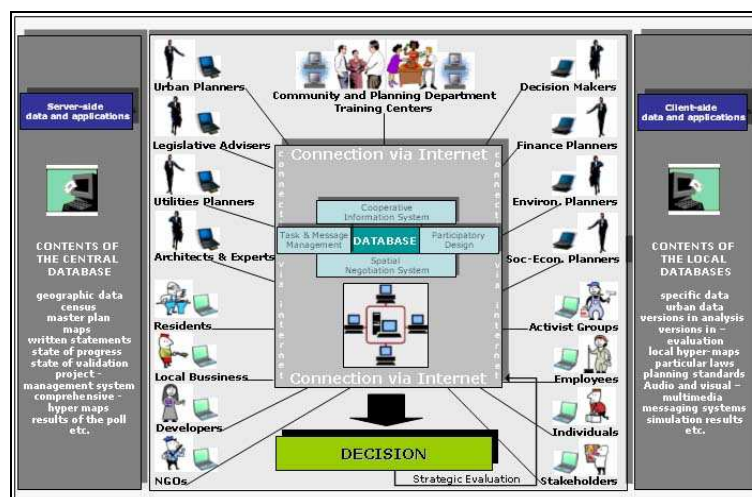 Server-side
data and applications
CONTENTS OF
THE CENTRAL
DATABASE
geographic data
census
master plan
maps
written statements
state of progress
state of validation
project -
management system
comprehensive -
hyper maps
results of the poll
etc.
Urban Planners
Legislative Advisers
Utilities Planners
Architects & Experts
Residents
Local Bussiness
Developers
NGOs
Community and Planning Department
Training Centers
Connection via Internet
connect via internet
Cooperative
Information System
Task & Message
Management
DATABASE
Participatory
Design
Spatial
Negotiation System
connect via internet
Connection via Internet
DECISION
Strategic Evaluation
Decision Makers
Finance Planners
Environ. Planners
Soc-Econ. Planners
Activist Groups
Employees
Individuals
Stakeholders
Client-side
data and applications
CONTENTS OF
THE LOCAL
DATABASES
specific data
urban data
versions in analysis
versions in –
evaluation
local hyper-maps
particular laws
planning standards
Audio and visual –
multimedia
messaging systems
simulation results
etc.